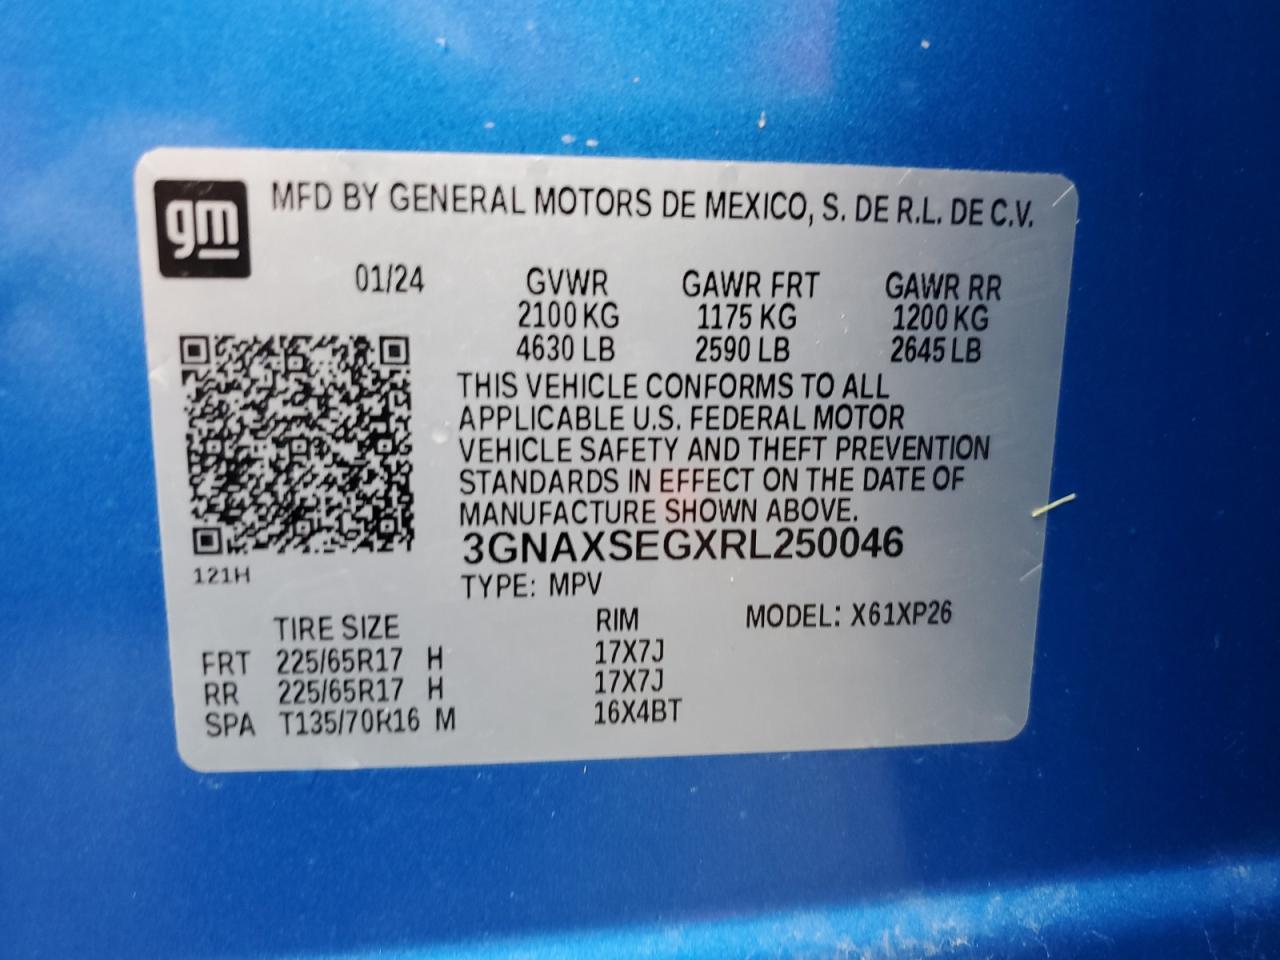 gm
MFD BY GENERAL MOTORS DE MEXICO, S. DE R.L. DE C.V.
01/24 GVWR GAWR FRT GAWR RR
2100 KG 1175 KG 1200 KG
4630 LB 2590 LB 2645 LB
THIS VEHICLE CONFORMS TO ALL
APPLICABLE U.S. FEDERAL MOTOR
VEHICLE SAFETY AND THEFT PREVENTION
STANDARDS IN EFFECT ON THE DATE OF
MANUFACTURE SHOWN ABOVE.
3GNAXSEGXRL250046
121H
TYPE: MPV
TIRE SIZE RIM MODEL: X61XP26
FRT 225/65R17 H 17X7J
RR 225/65R17 H 17X7J
SPA T135/70R16 M 16X4BT